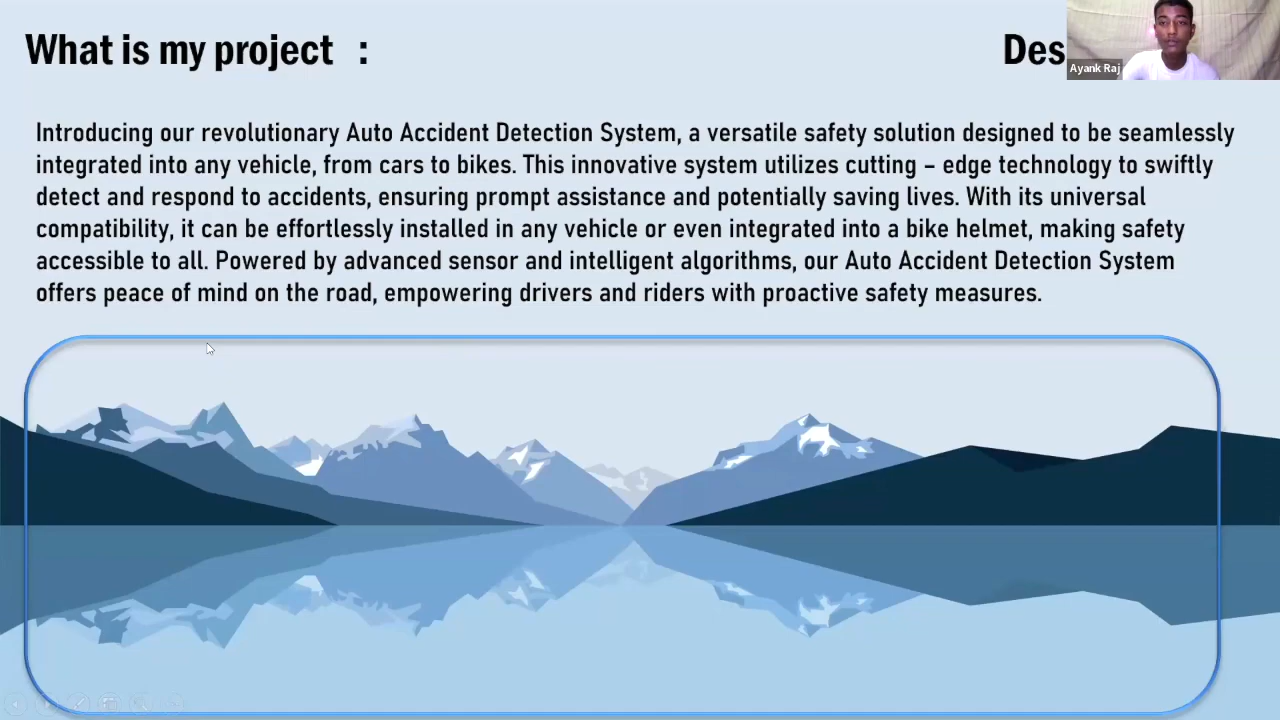 What is my project :
Des
Ayank Raj
Introducing our revolutionary Auto Accident Detection System, a versatile safety solution designed to be seamlessly
integrated into any vehicle, from cars to bikes. This innovative system utilizes cutting – edge technology to swiftly
detect and respond to accidents, ensuring prompt assistance and potentially saving lives. With its universal
compatibility, it can be effortlessly installed in any vehicle or even integrated into a bike helmet, making safety
accessible to all. Powered by advanced sensor and intelligent algorithms, our Auto Accident Detection System
offers peace of mind on the road, empowering drivers and riders with proactive safety measures.